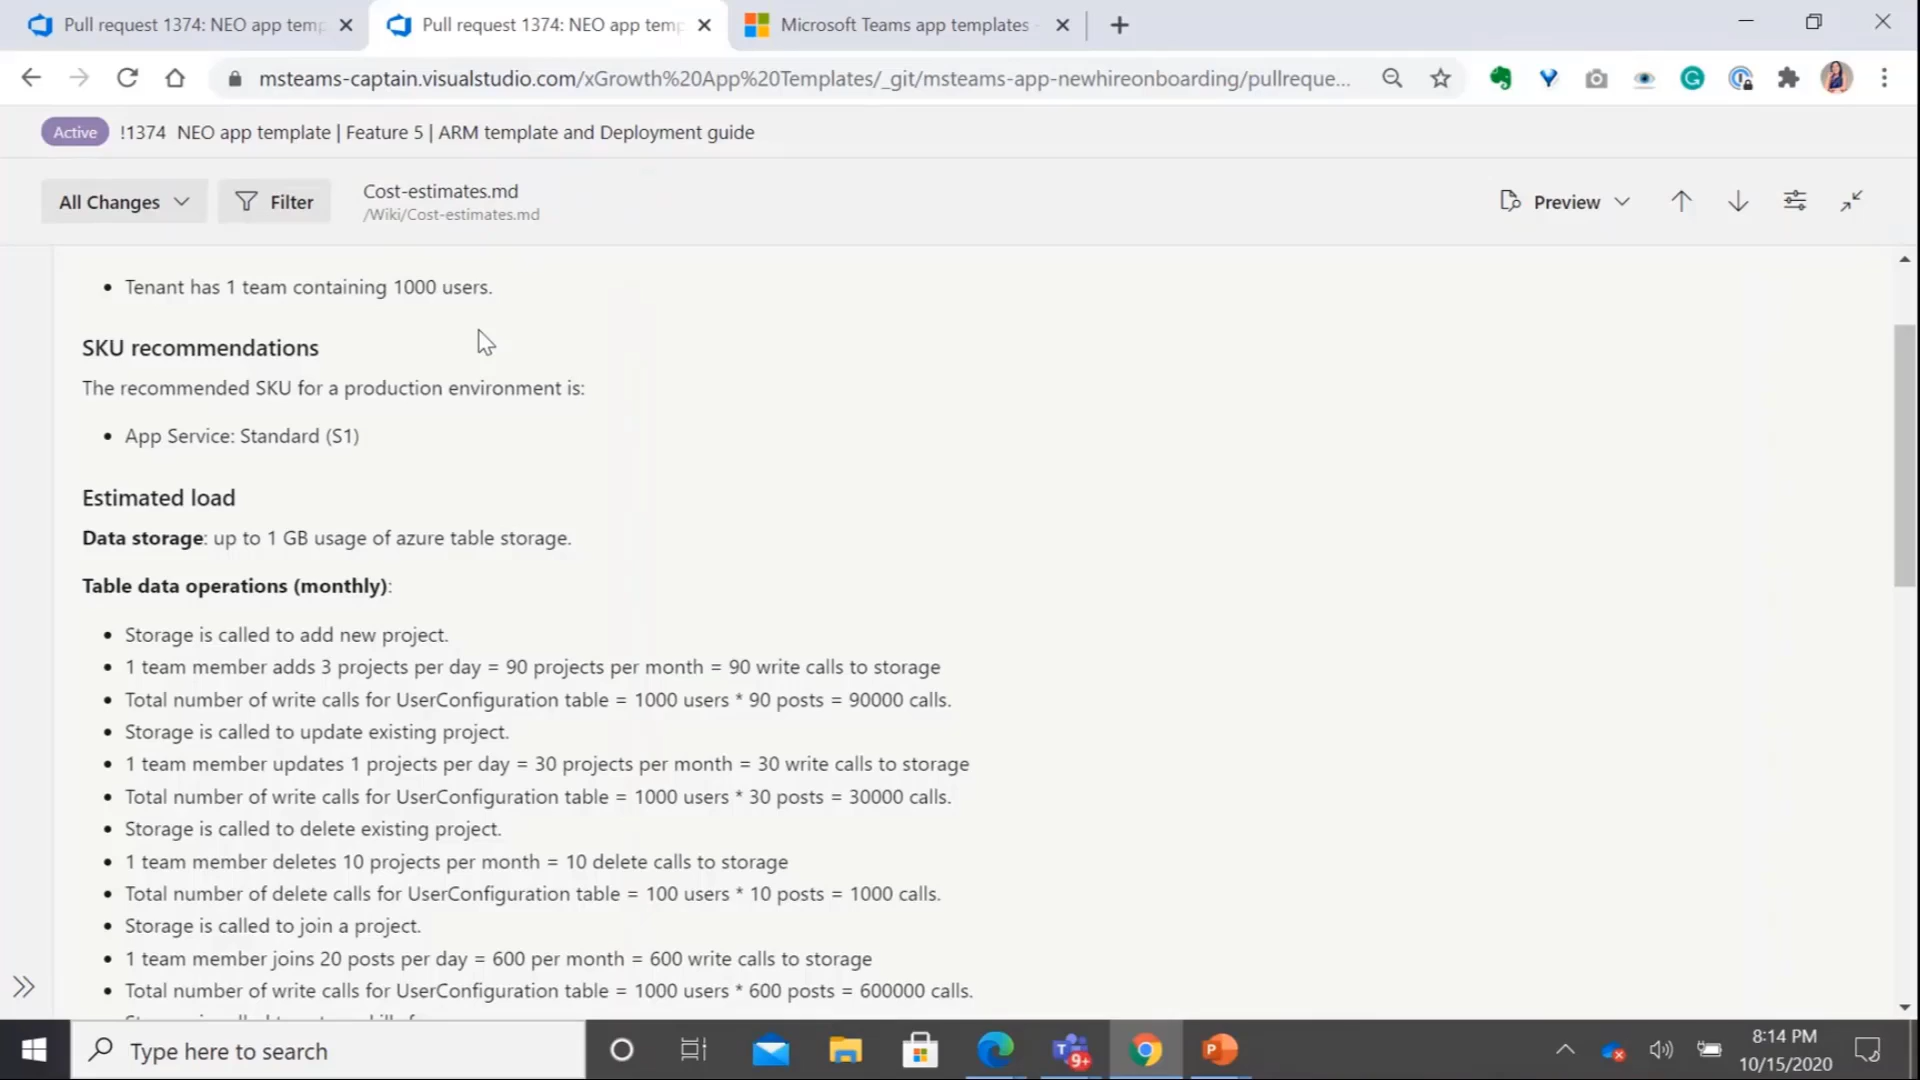 Pull request 1374: NEO app temp
Pull request 1374: NEO app temp
Microsoft Teams app templates
msteams-captain.visualstudio.com/xGrowth%20App%20Templates/_git/msteams-app-newhireonboarding/pullreque...
Active !1374 NEO app template | Feature 5 | ARM template and Deployment guide
All Changes
Filter
Cost-estimates.md
/Wiki/Cost-estimates.md
Preview
• Tenant has 1 team containing 1000 users.
SKU recommendations
The recommended SKU for a production environment is:
• App Service: Standard (S1)
Estimated load
Data storage: up to 1 GB usage of azure table storage.
Table data operations (monthly):
• Storage is called to add new project.
• 1 team member adds 3 projects per day = 90 projects per month = 90 write calls to storage
• Total number of write calls for UserConfiguration table = 1000 users * 90 posts = 90000 calls.
• Storage is called to update existing project.
• 1 team member updates 1 projects per day = 30 projects per month = 30 write calls to storage
• Total number of write calls for UserConfiguration table = 1000 users * 30 posts = 30000 calls.
• Storage is called to delete existing project.
• 1 team member deletes 10 projects per month = 10 delete calls to storage
• Total number of delete calls for UserConfiguration table = 100 users * 10 posts = 1000 calls.
• Storage is called to join a project.
• 1 team member joins 20 posts per day = 600 per month = 600 write calls to storage
• Total number of write calls for UserConfiguration table = 1000 users * 600 posts = 600000 calls.
Type here to search
9+
8:14 PM
10/15/2020